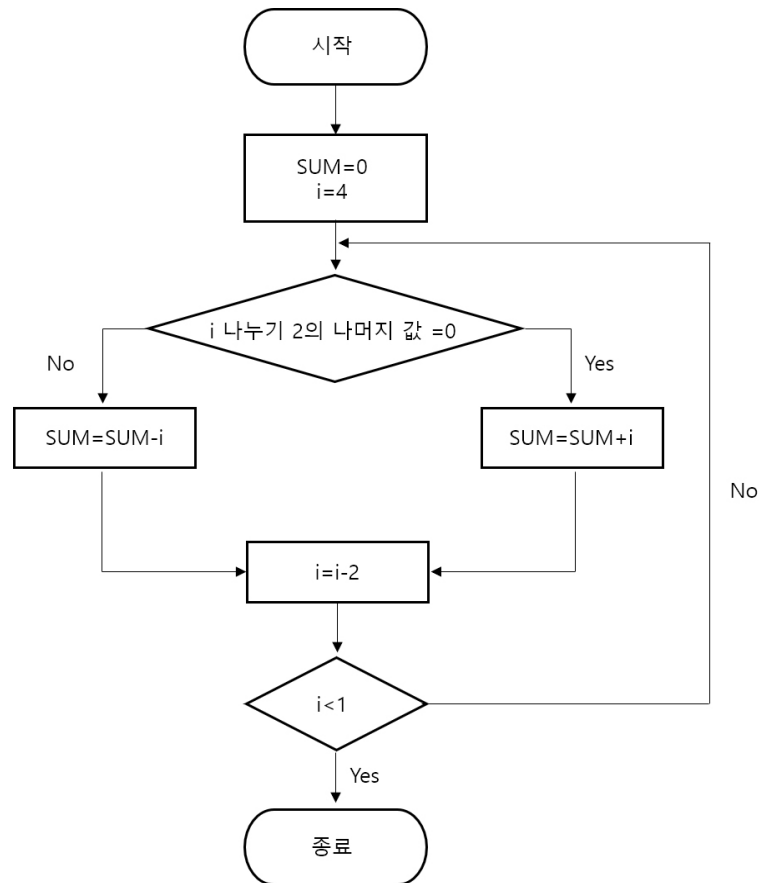 시작
SUM=0
i=4
i 나누기 2의 나머지 값 =0
No
Yes
SUM=SUM-i
SUM=SUM+i
No
i=i-2
i<1
Yes
종료